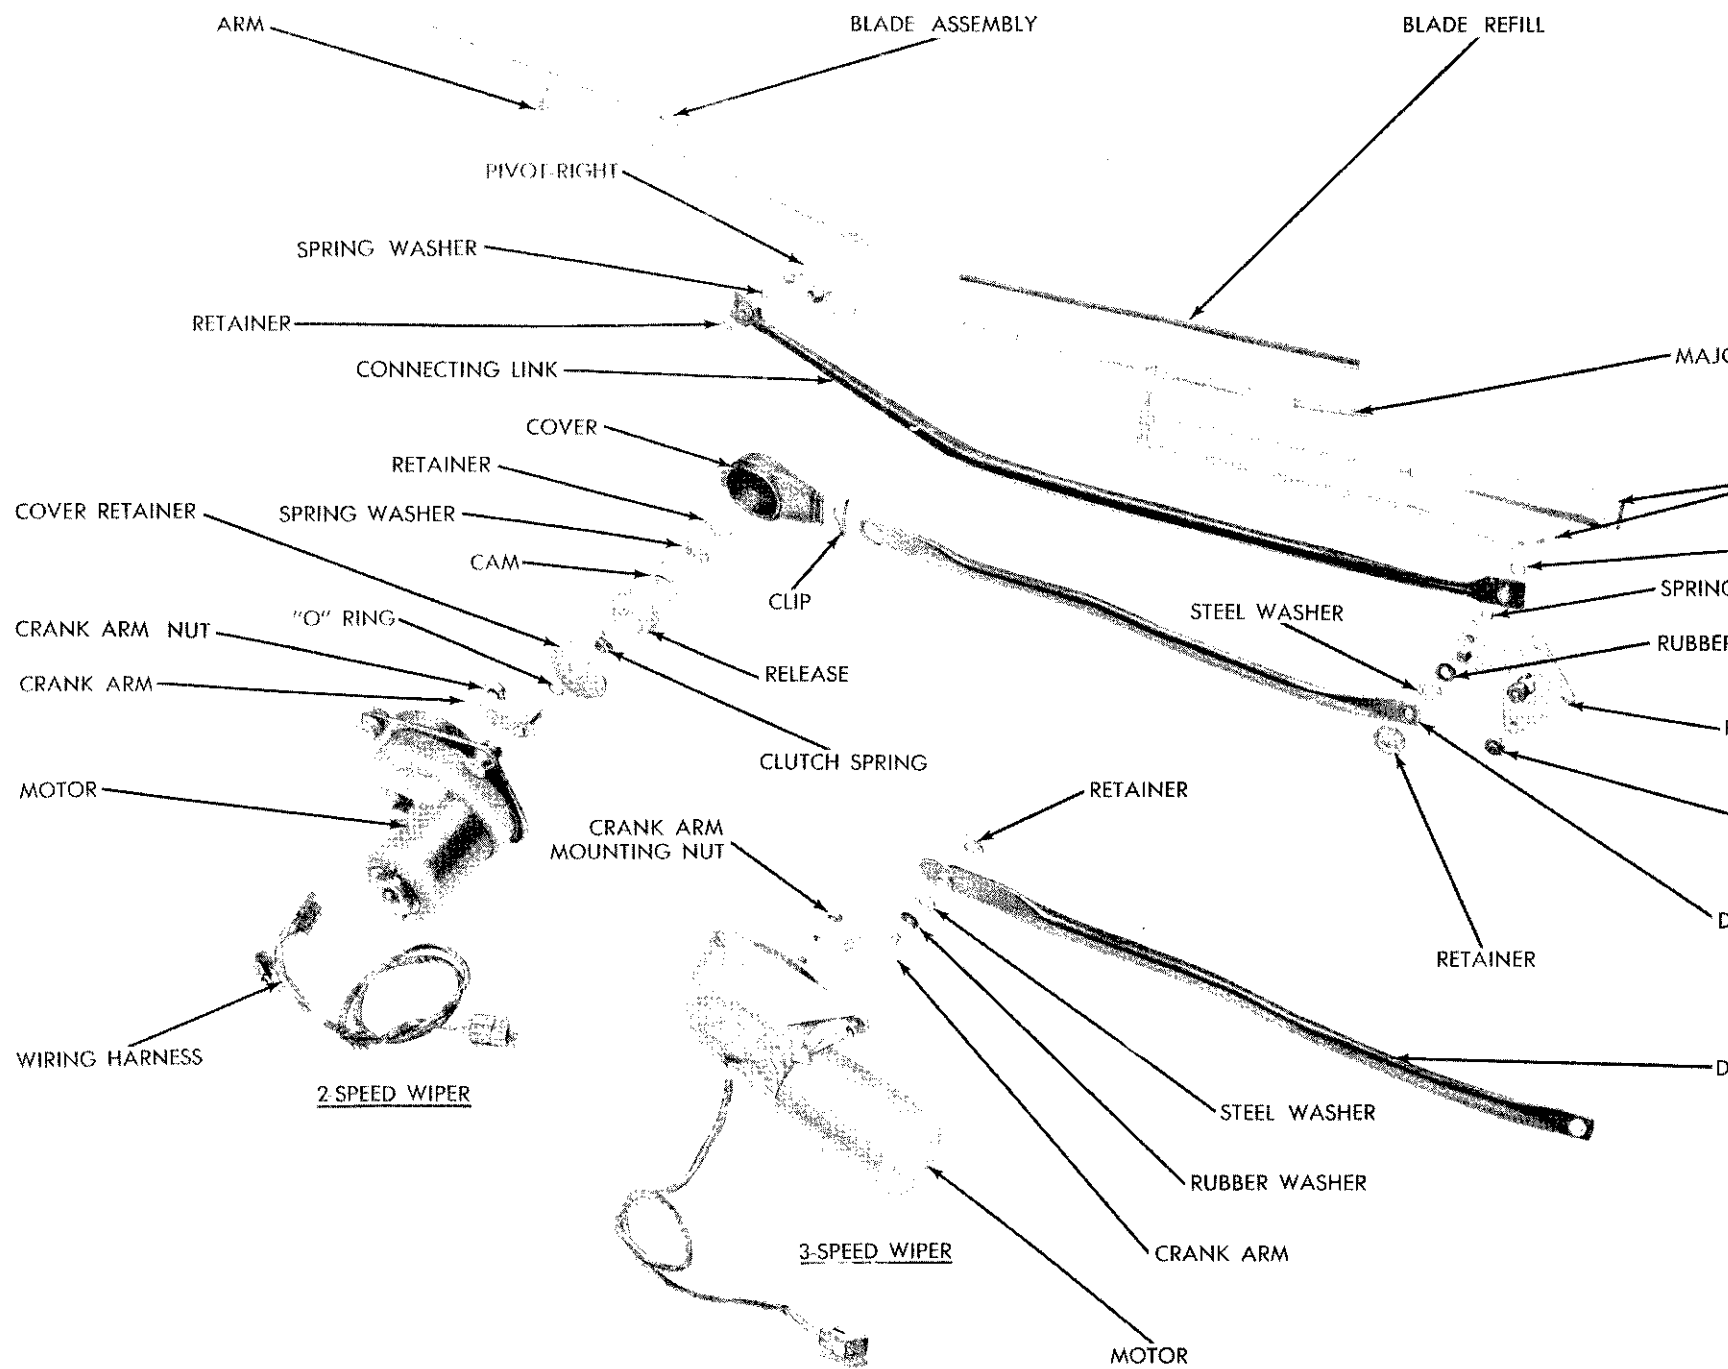 ARM
BLADE ASSEMBLY
BLADE REFILL
PIVOT-RIGHT
SPRING WASHER
RETAINER
CONNECTING LINK
MAJO
COVER
RETAINER
COVER RETAINER
SPRING WASHER
CAM
CLIP
"O" RING
STEEL WASHER
SPRING
CRANK ARM NUT
RUBBER
CRANK ARM
RELEASE
CLUTCH SPRING
MOTOR
RETAINER
CRANK ARM
MOUNTING NUT
D
RETAINER
WIRING HARNESS
D
2-SPEED WIPER
STEEL WASHER
RUBBER WASHER
3-SPEED WIPER
CRANK ARM
MOTOR